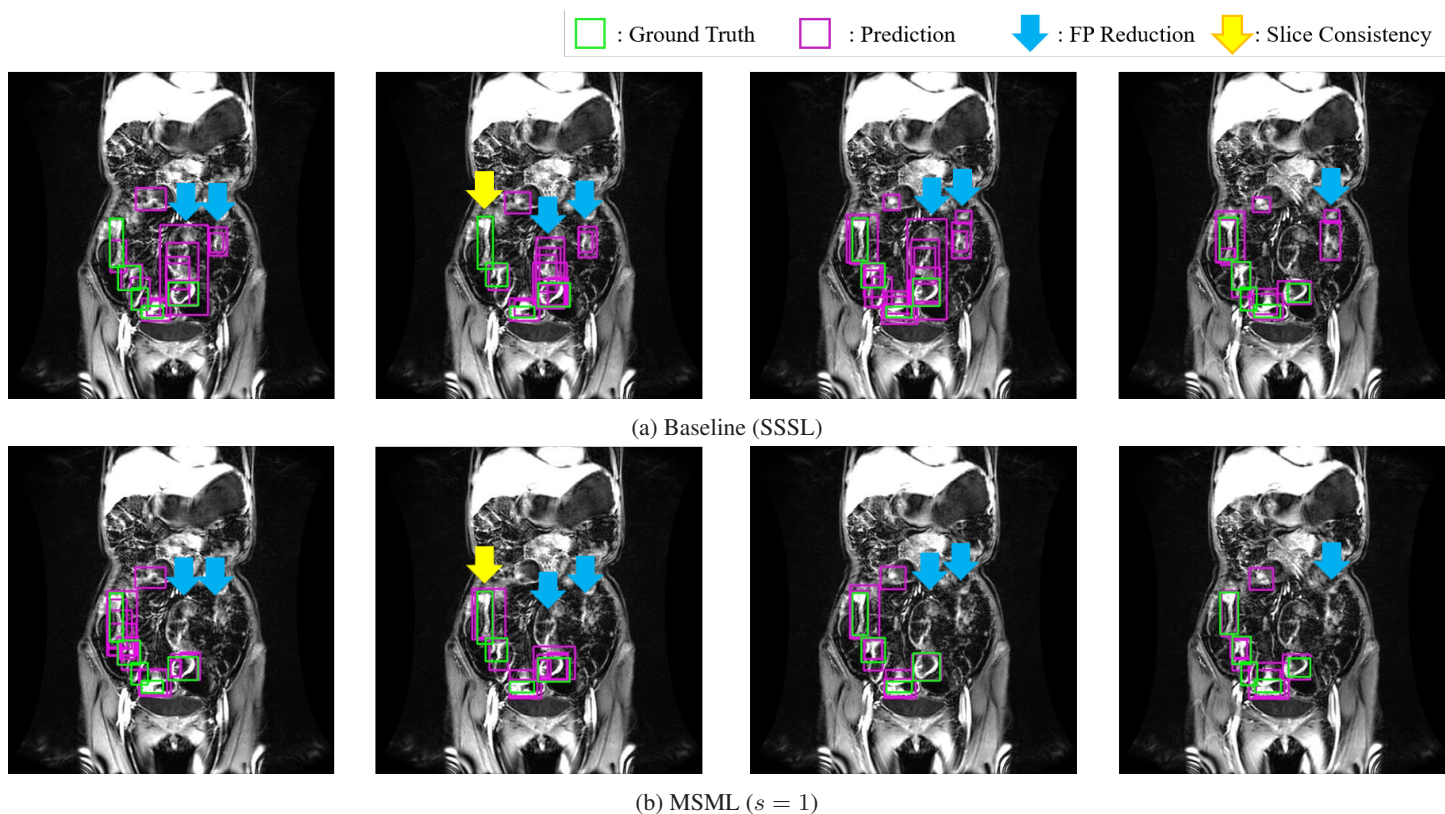 : Ground Truth : Prediction : FP Reduction : Slice Consistency
(a) Baseline (SSSL)
(b) MSML (s = 1)